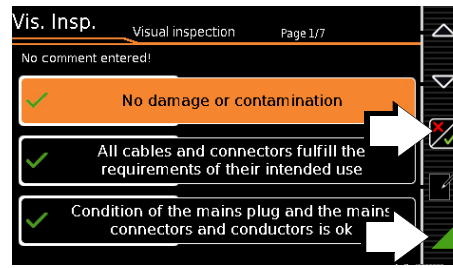 Vis. Insp.
Visual inspection
Page 1/7
No comment entered!
No damage or contamination
All cables and connectors fulfill the
requirements of their intended use
Condition of the mains plug and the mains
connectors and conductors is ok